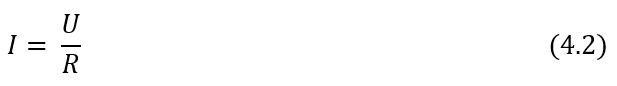 I = U/R (4.2)